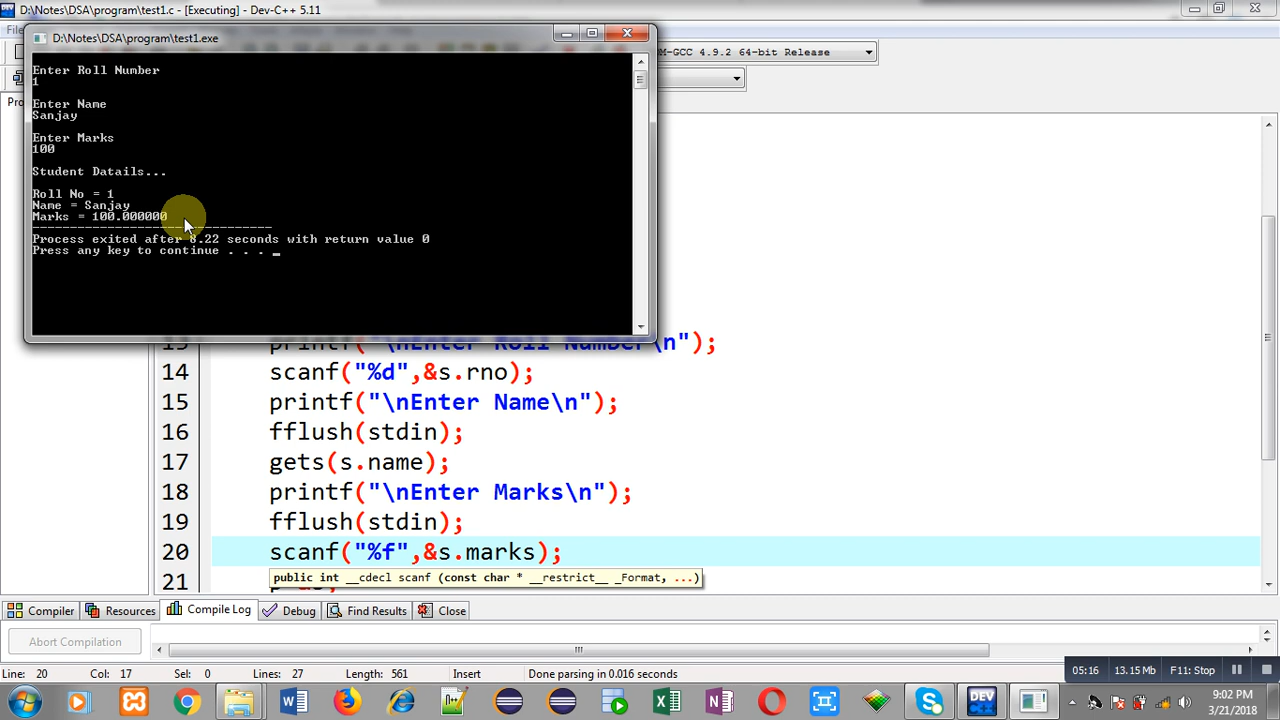 D:\Notes\DSA\program\test1.c - [Executing] - Dev-C++ 5.11
D:\Notes\DSA\program\test1.exe
M-GCC 4.9.2 64-bit Release
Enter Roll Number
1
Enter Name
Sanjay
Enter Marks
100
Student Datails...
Roll No = 1
Name = Sanjay
Marks = 100.000000
--------------------------------
Process exited after 8.22 seconds with return value 0
Press any key to continue . . . _
14 scanf("%d",&s.rno);
15 printf("\nEnter Name\n");
16 fflush(stdin);
17 gets(s.name);
18 printf("\nEnter Marks\n");
19 fflush(stdin);
20 scanf("%f",&s.marks);
public int __cdecl scanf (const char * __restrict__ _Format, ...)
21
Compiler Resources Compile Log Debug Find Results Close
Abort Compilation
Line: 20 Col: 17 Sel: 0 Lines: 27 Length: 561 Insert Done parsing in 0.016 seconds
05:16 13.15 Mb F11: Stop
9:02 PM
3/21/2018